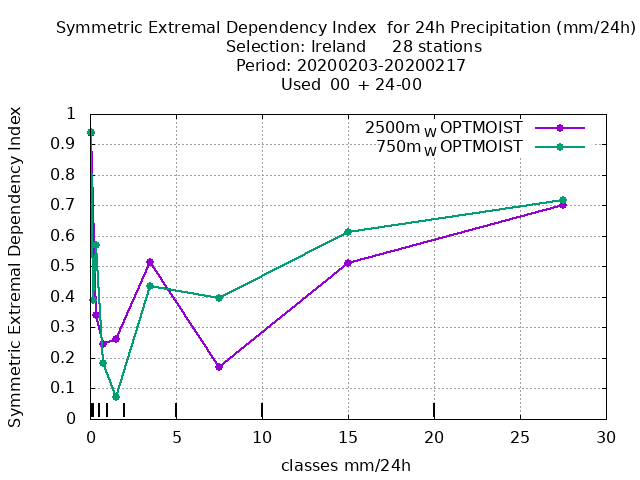 Symmetric Extremal Dependency Index  for 24h Precipitation (mm/24h)
Selection: Ireland     28 stations
Period: 20200203-20200217
Used  00 + 24-00
Symmetric Extremal Dependency Index
2500m W OPTMOIST
750m W OPTMOIST
1
0.9
0.8
0.7
0.6
0.5
0.4
0.3
0.2
0.1
0
0 5 10 15 20 25 30
classes mm/24h